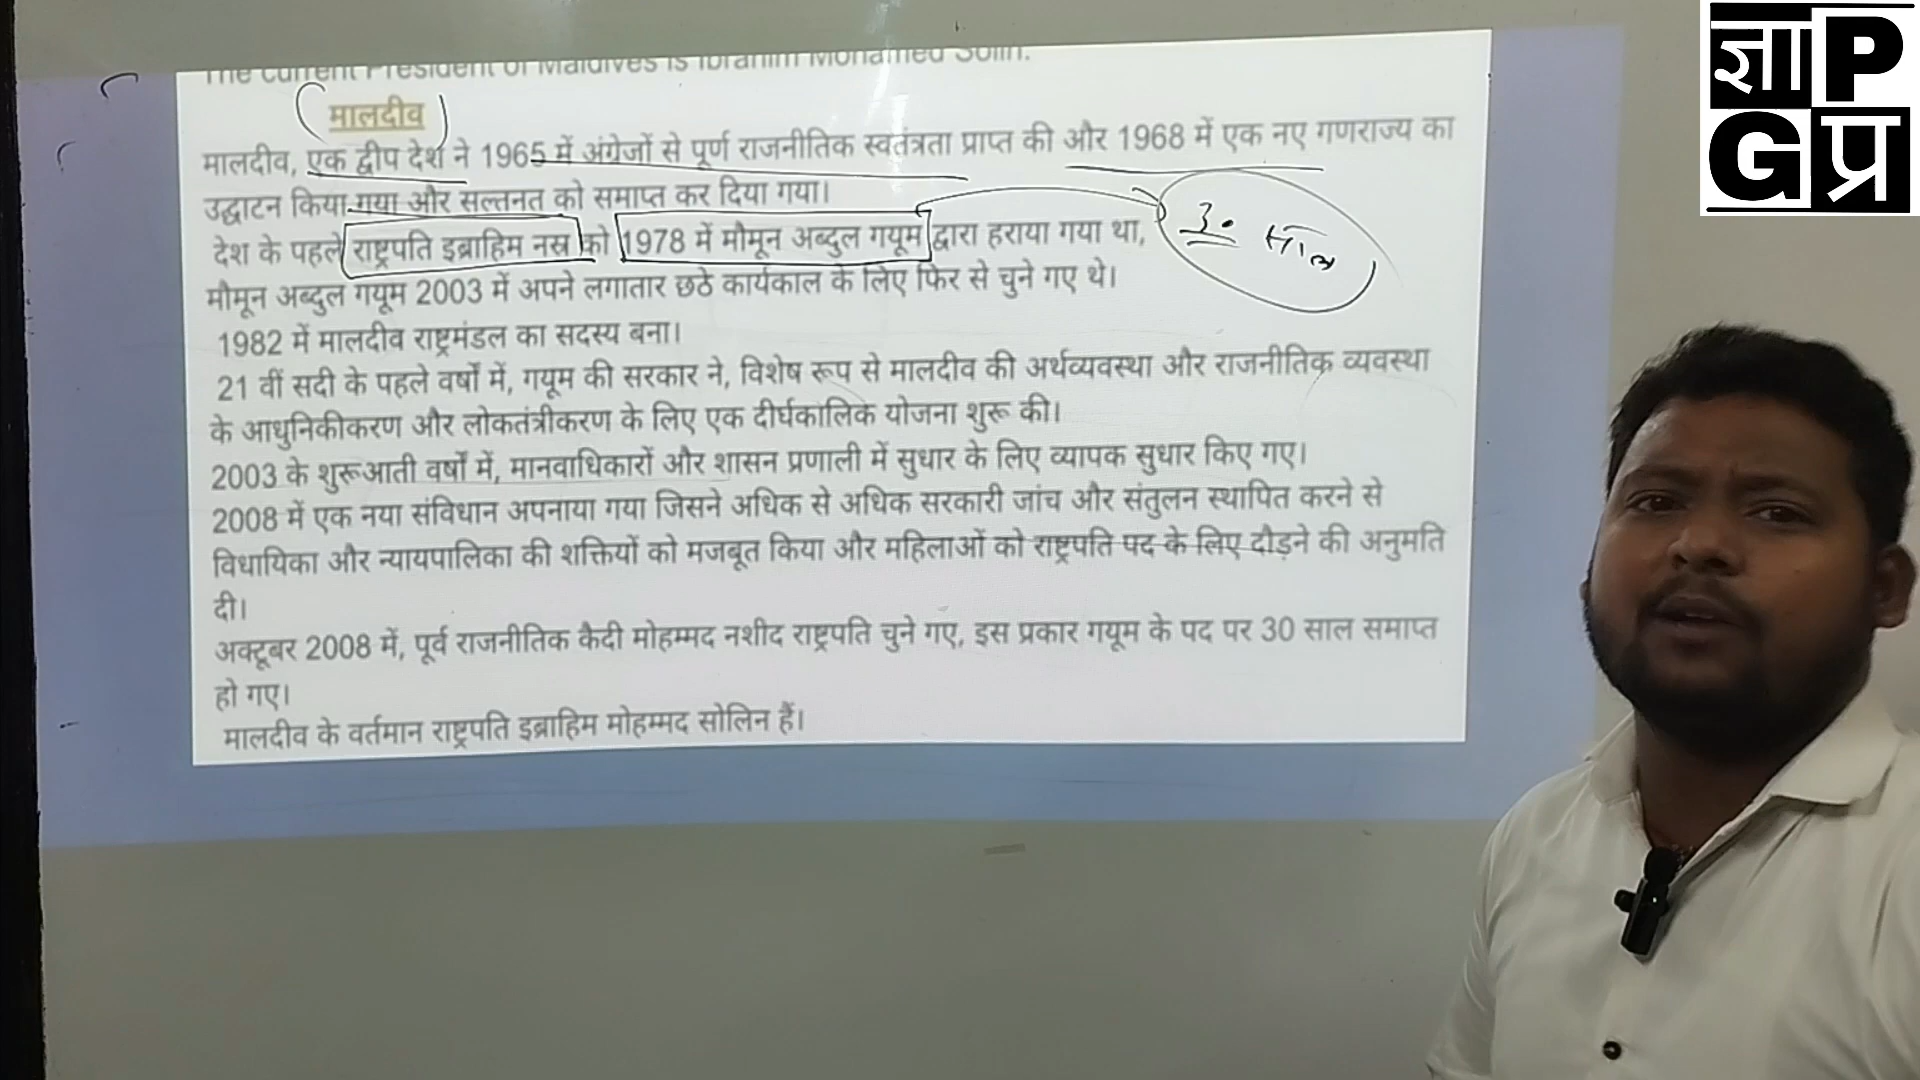 The Current President of Maldives is Ibrahim Mohamed Solih.
मालदीव
मालदीव, एक द्वीप देश ने 1965 में अंग्रेजों से पूर्ण राजनीतिक स्वतंत्रता प्राप्त की और 1968 में एक नए गणराज्य का
उद्घाटन किया गया और सल्तनत को समाप्त कर दिया गया।
देश के पहले राष्ट्रपति इब्राहिम नस्र को 1978 में मौमून अब्दुल गयूम द्वारा हराया गया था,
30 साल
मौमून अब्दुल गयूम 2003 में अपने लगातार छठे कार्यकाल के लिए फिर से चुने गए थे।
1982 में मालदीव राष्ट्रमंडल का सदस्य बना।
21 वीं सदी के पहले वर्षों में, गयूम की सरकार ने, विशेष रूप से मालदीव की अर्थव्यवस्था और राजनीतिक व्यवस्था
के आधुनिकीकरण और लोकतंत्रीकरण के लिए एक दीर्घकालिक योजना शुरू की।
2003 के शुरूआती वर्षों में, मानवाधिकारों और शासन प्रणाली में सुधार के लिए व्यापक सुधार किए गए।
2008 में एक नया संविधान अपनाया गया जिसने अधिक से अधिक सरकारी जांच और संतुलन स्थापित करने से
विधायिका और न्यायपालिका की शक्तियों को मजबूत किया और महिलाओं को राष्ट्रपति पद के लिए दौड़ने की अनुमति
दी।
अक्टूबर 2008 में, पूर्व राजनीतिक कैदी मोहम्मद नशीद राष्ट्रपति चुने गए, इस प्रकार गयूम के पद पर 30 साल समाप्त
हो गए।
मालदीव के वर्तमान राष्ट्रपति इब्राहिम मोहम्मद सोलिन हैं।
ज्ञा P
G प्र